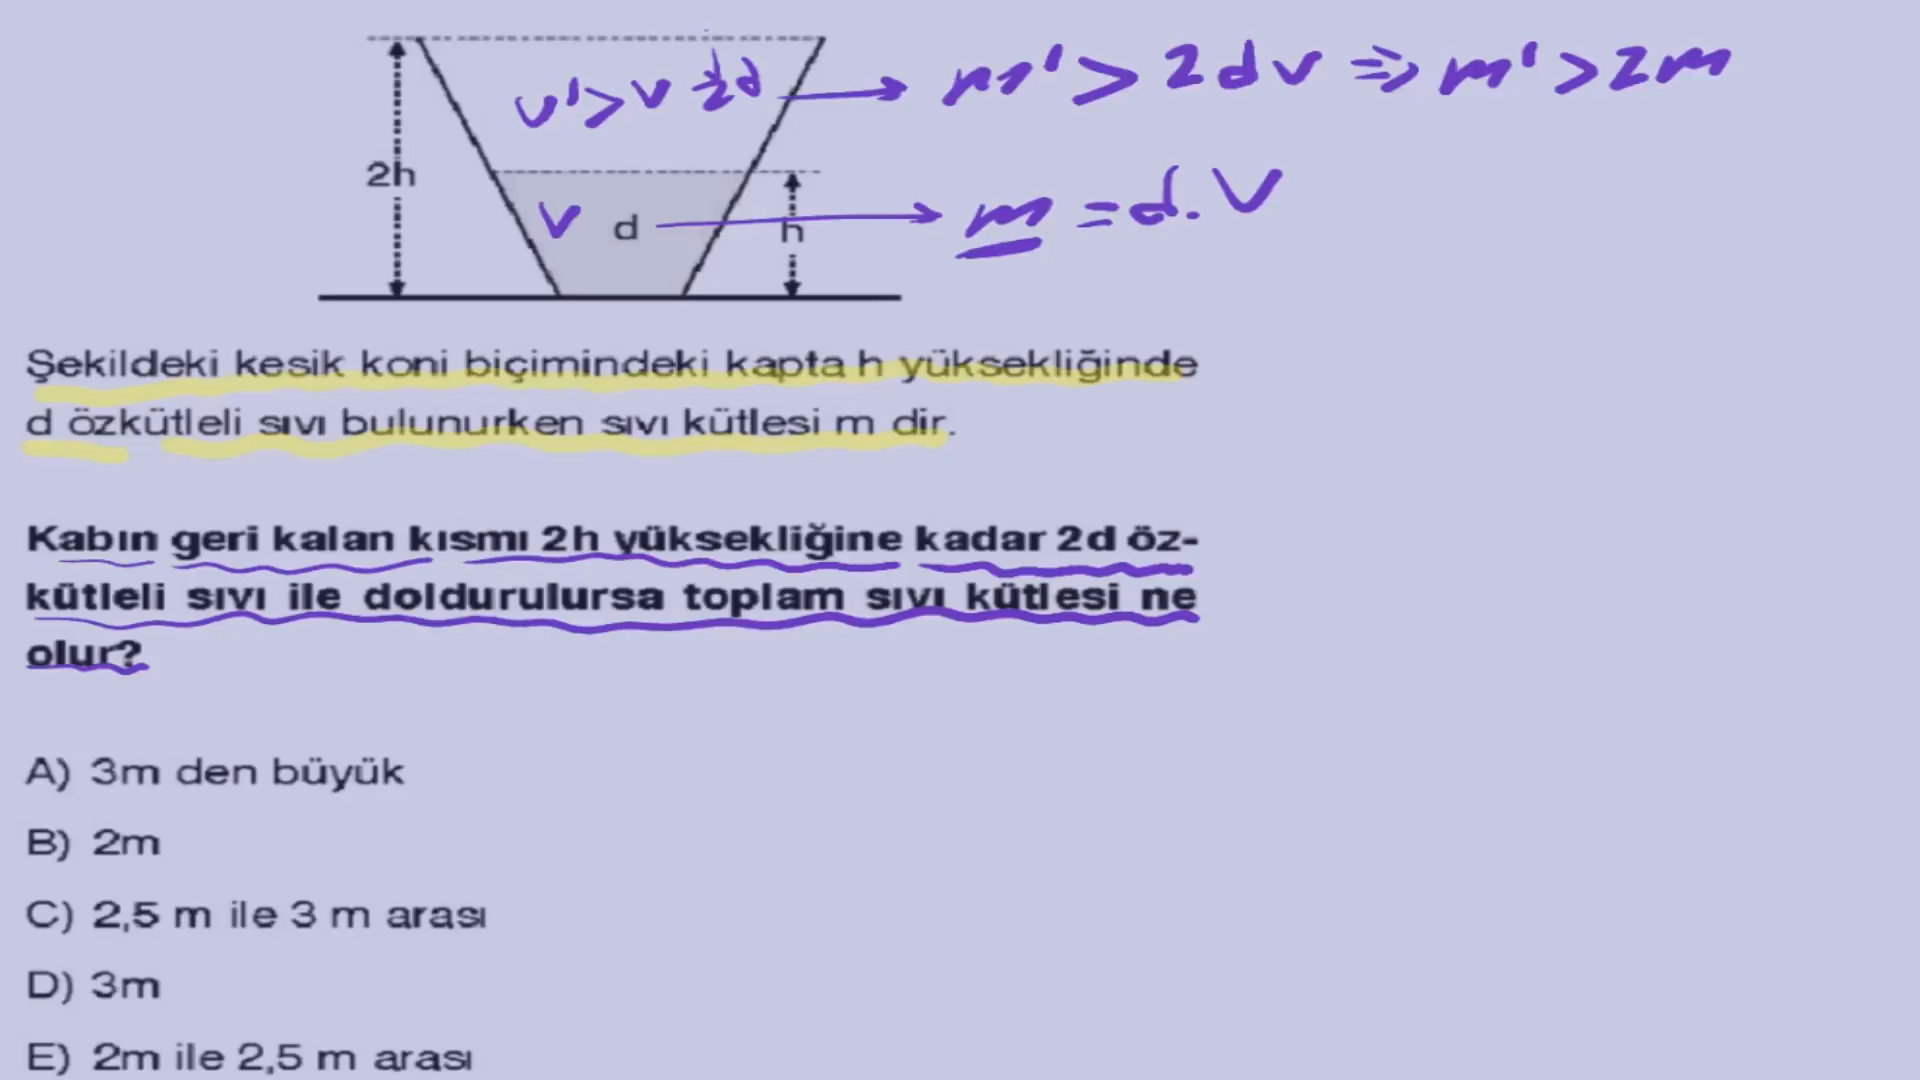 v' > v 2d → m' > 2dv ⇒ m' > 2m
2h
v d → m = d.V
h
Şekildeki kesik koni biçimindeki kapta h yüksekliğinde
d özkütleli sıvı bulunurken sıvı kütlesi m dir.
Kabın geri kalan kısmı 2h yüksekliğine kadar 2d öz-
kütleli sıvı ile doldurulursa toplam sıvı kütlesi ne
olur?
A) 3m den büyük
B) 2m
C) 2,5 m ile 3 m arası
D) 3m
E) 2m ile 2,5 m arası